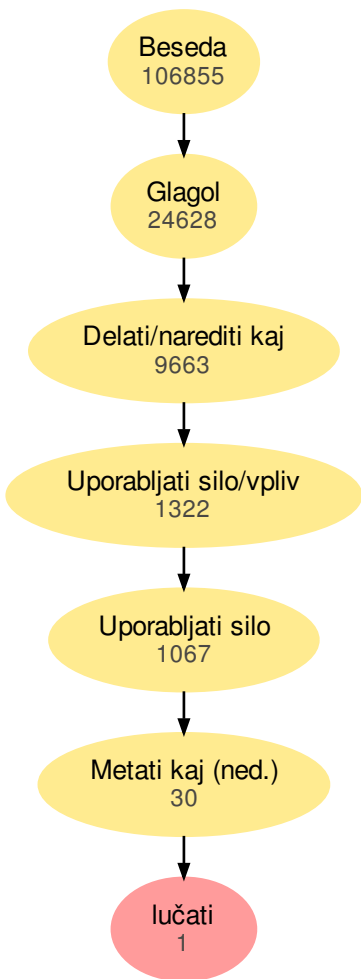 Beseda
106855
Glagol
24628
Delati/narediti kaj
9663
Uporabljati silo/vpliv
1322
Uporabljati silo
1067
Metati kaj (ned.)
30
lučati
1